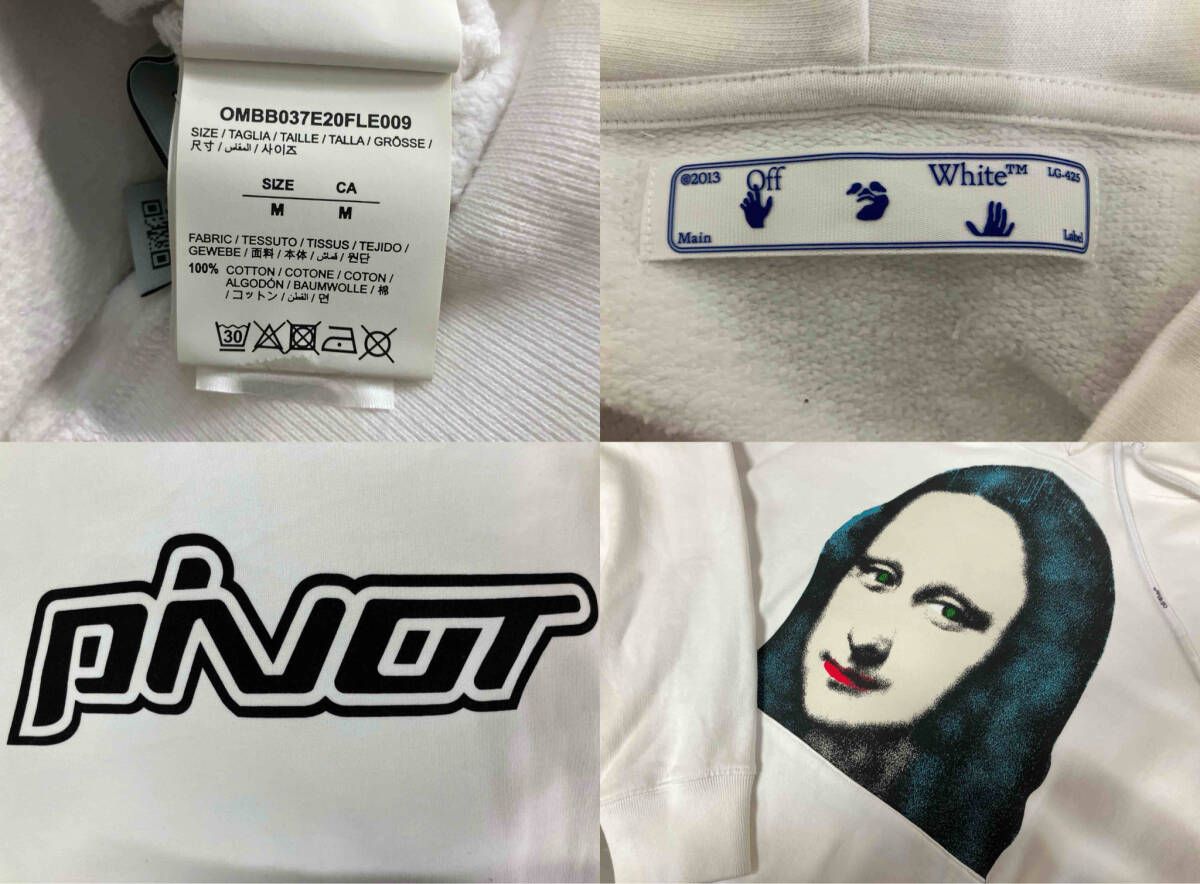 OMBB037E20FLE009
SIZE / TAGLIA / TAILLE / TALLA / GRÖSSE /
尺寸 / المقاس / 사이즈
SIZE CA
M M
FABRIC / TESSUTO / TISSUS / TEJIDO /
GEWEBE / 面料 / 本体 / قماش / 원단
100% COTTON / COTONE / COTON /
ALGODÓN / BAUMWOLLE / 棉
/ コットン / القطن / 면
30
©2013 Off White™ LG-425
Main Label
pivot